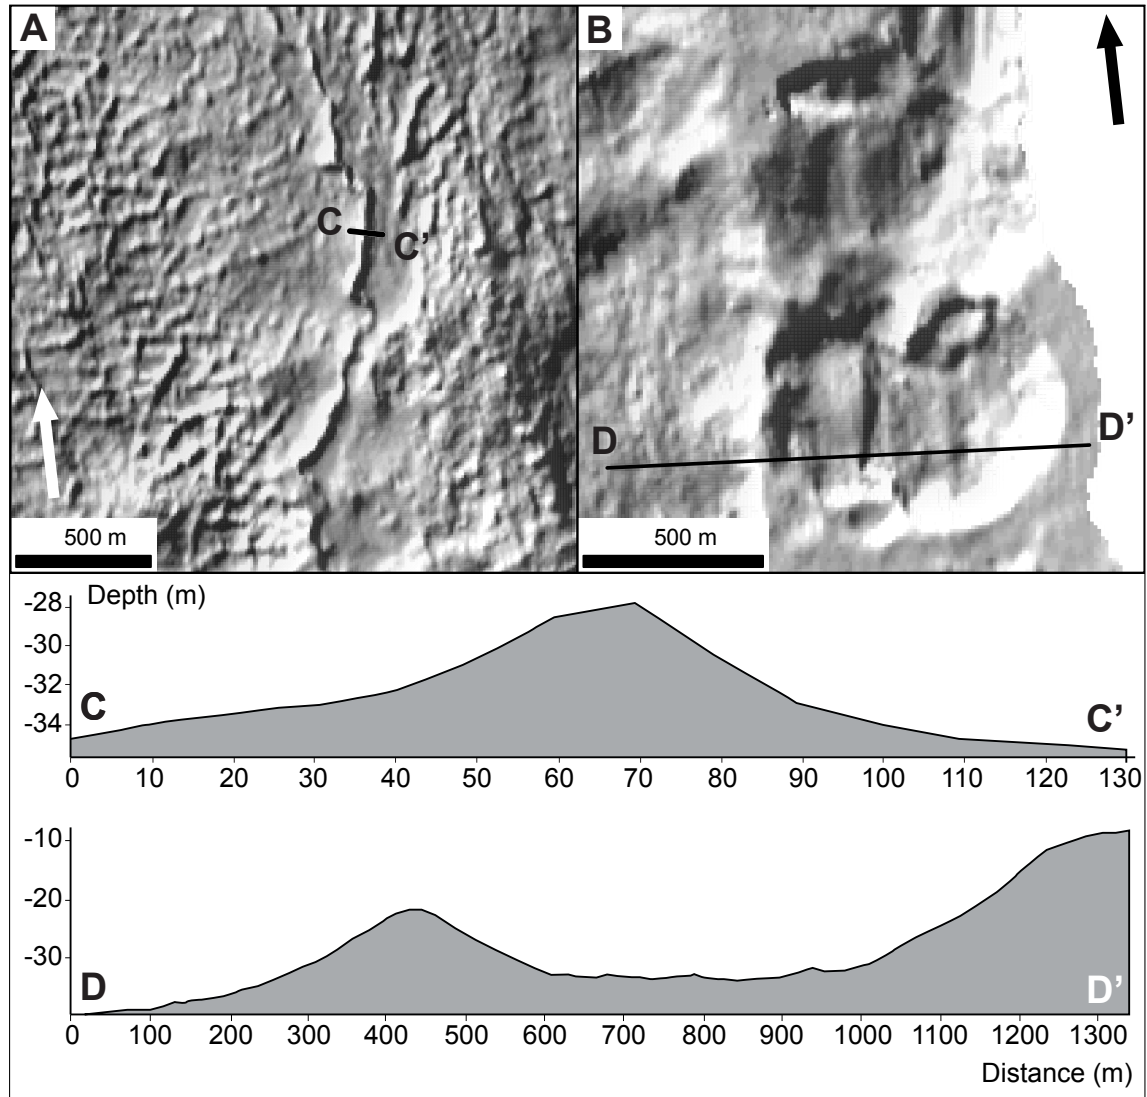 A
B
C
C’
D
D’
500 m
500 m
Depth (m)
-28
-30
-32
-34
C
C’
0 10 20 30 40 50 60 70 80 90 100 110 120 130
-10
-20
-30
D
D’
0 100 200 300 400 500 600 700 800 900 1000 1100 1200 1300
Distance (m)